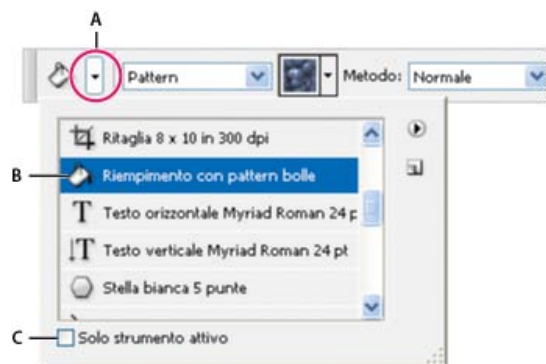 A
Pattern Metodo: Normale
Ritaglia 8 x 10 in 300 dpi
B Riempimento con pattern bolle
Testo orizzontale Myriad Roman 24 p
Testo verticale Myriad Roman 24 pt
Stella bianca 5 punte
C Solo strumento attivo